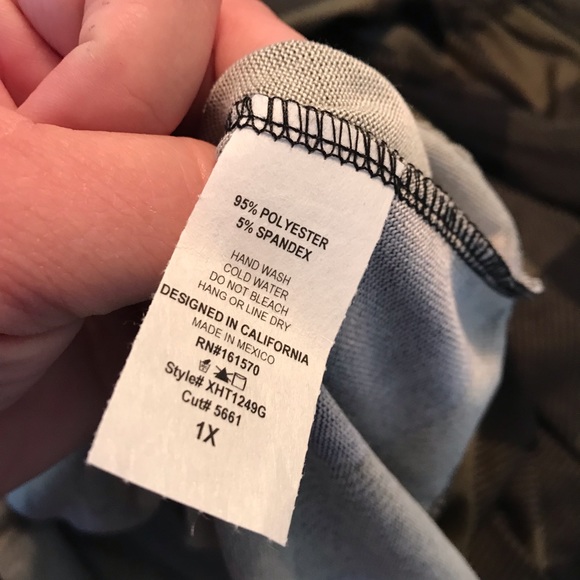 95% POLYESTER
5% SPANDEX
HAND WASH
COLD WATER
DO NOT BLEACH
HANG OR LINE DRY
DESIGNED IN CALIFORNIA
MADE IN MEXICO
RN#161570
Style# XHT1249G
Cut# 5661
1X